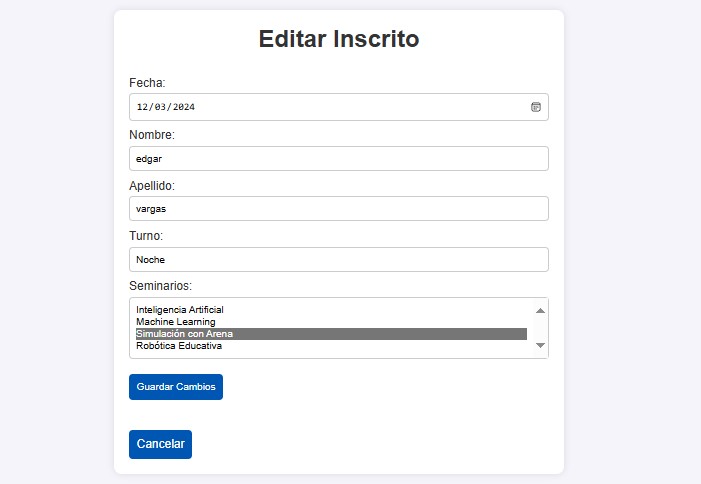 Editar Inscrito
Fecha:
12/03/2024
Nombre:
edgar
Apellido:
vargas
Turno:
Noche
Seminarios:
Inteligencia Artificial
Machine Learning
Simulación con Arena
Robótica Educativa
Guardar Cambios
Cancelar